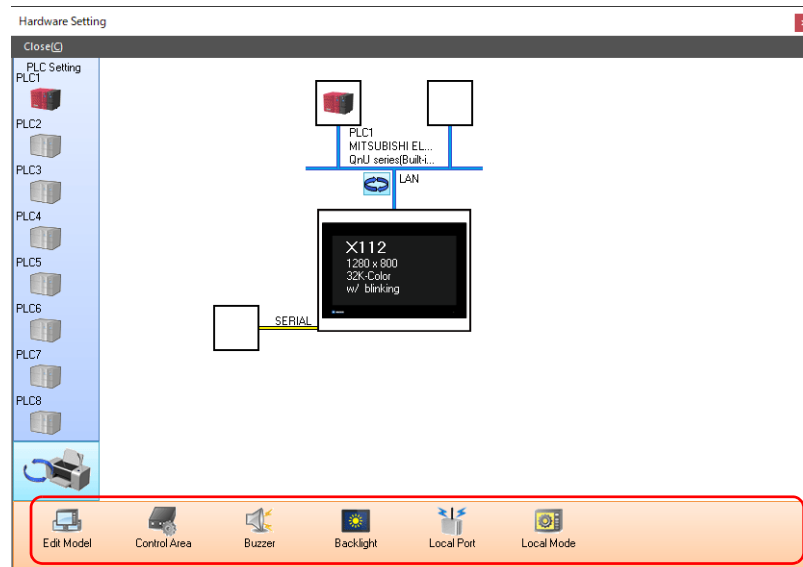 Hardware Setting
Close(C)
PLC Setting
PLC1
PLC2
PLC3
PLC4
PLC5
PLC6
PLC7
PLC8
PLC1
MITSUBISHI EL...
QnU series(Built-i...
LAN
X112
1280 x 800
32K-Color
w/ blinking
SERIAL
Edit Model
Control Area
Buzzer
Backlight
Local Port
Local Mode